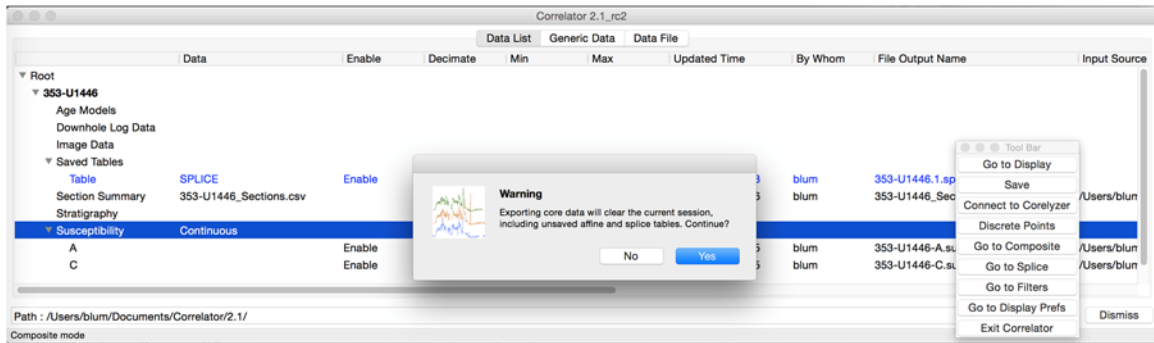 Correlator 2.1_rc2
Data List Generic Data Data File
Data Enable Decimate Min Max Updated Time By Whom File Output Name Input Source
Root
353-U1446
Age Models
Downhole Log Data
Image Data
Tool Bar
Saved Tables
Go to Display
Table SPLICE Enable blum 353-U1446.1.sp
Warning
Save
Section Summary 353-U1446_Sections.csv blum 353-U1446_Sec /Users/blum
Exporting core data will clear the current session,
including unsaved affine and splice tables. Continue?
Connect to Corelyzer
Stratigraphy
Discrete Points
Susceptibility Continuous
A Enable blum 353-U1446-A.su /Users/blum
Go to Composite
No Yes
C Enable blum 353-U1446-C.su /Users/blum
Go to Splice
Go to Filters
Go to Display Prefs
Path : /Users/blum/Documents/Correlator/2.1/ Dismiss
Exit Correlator
Composite mode